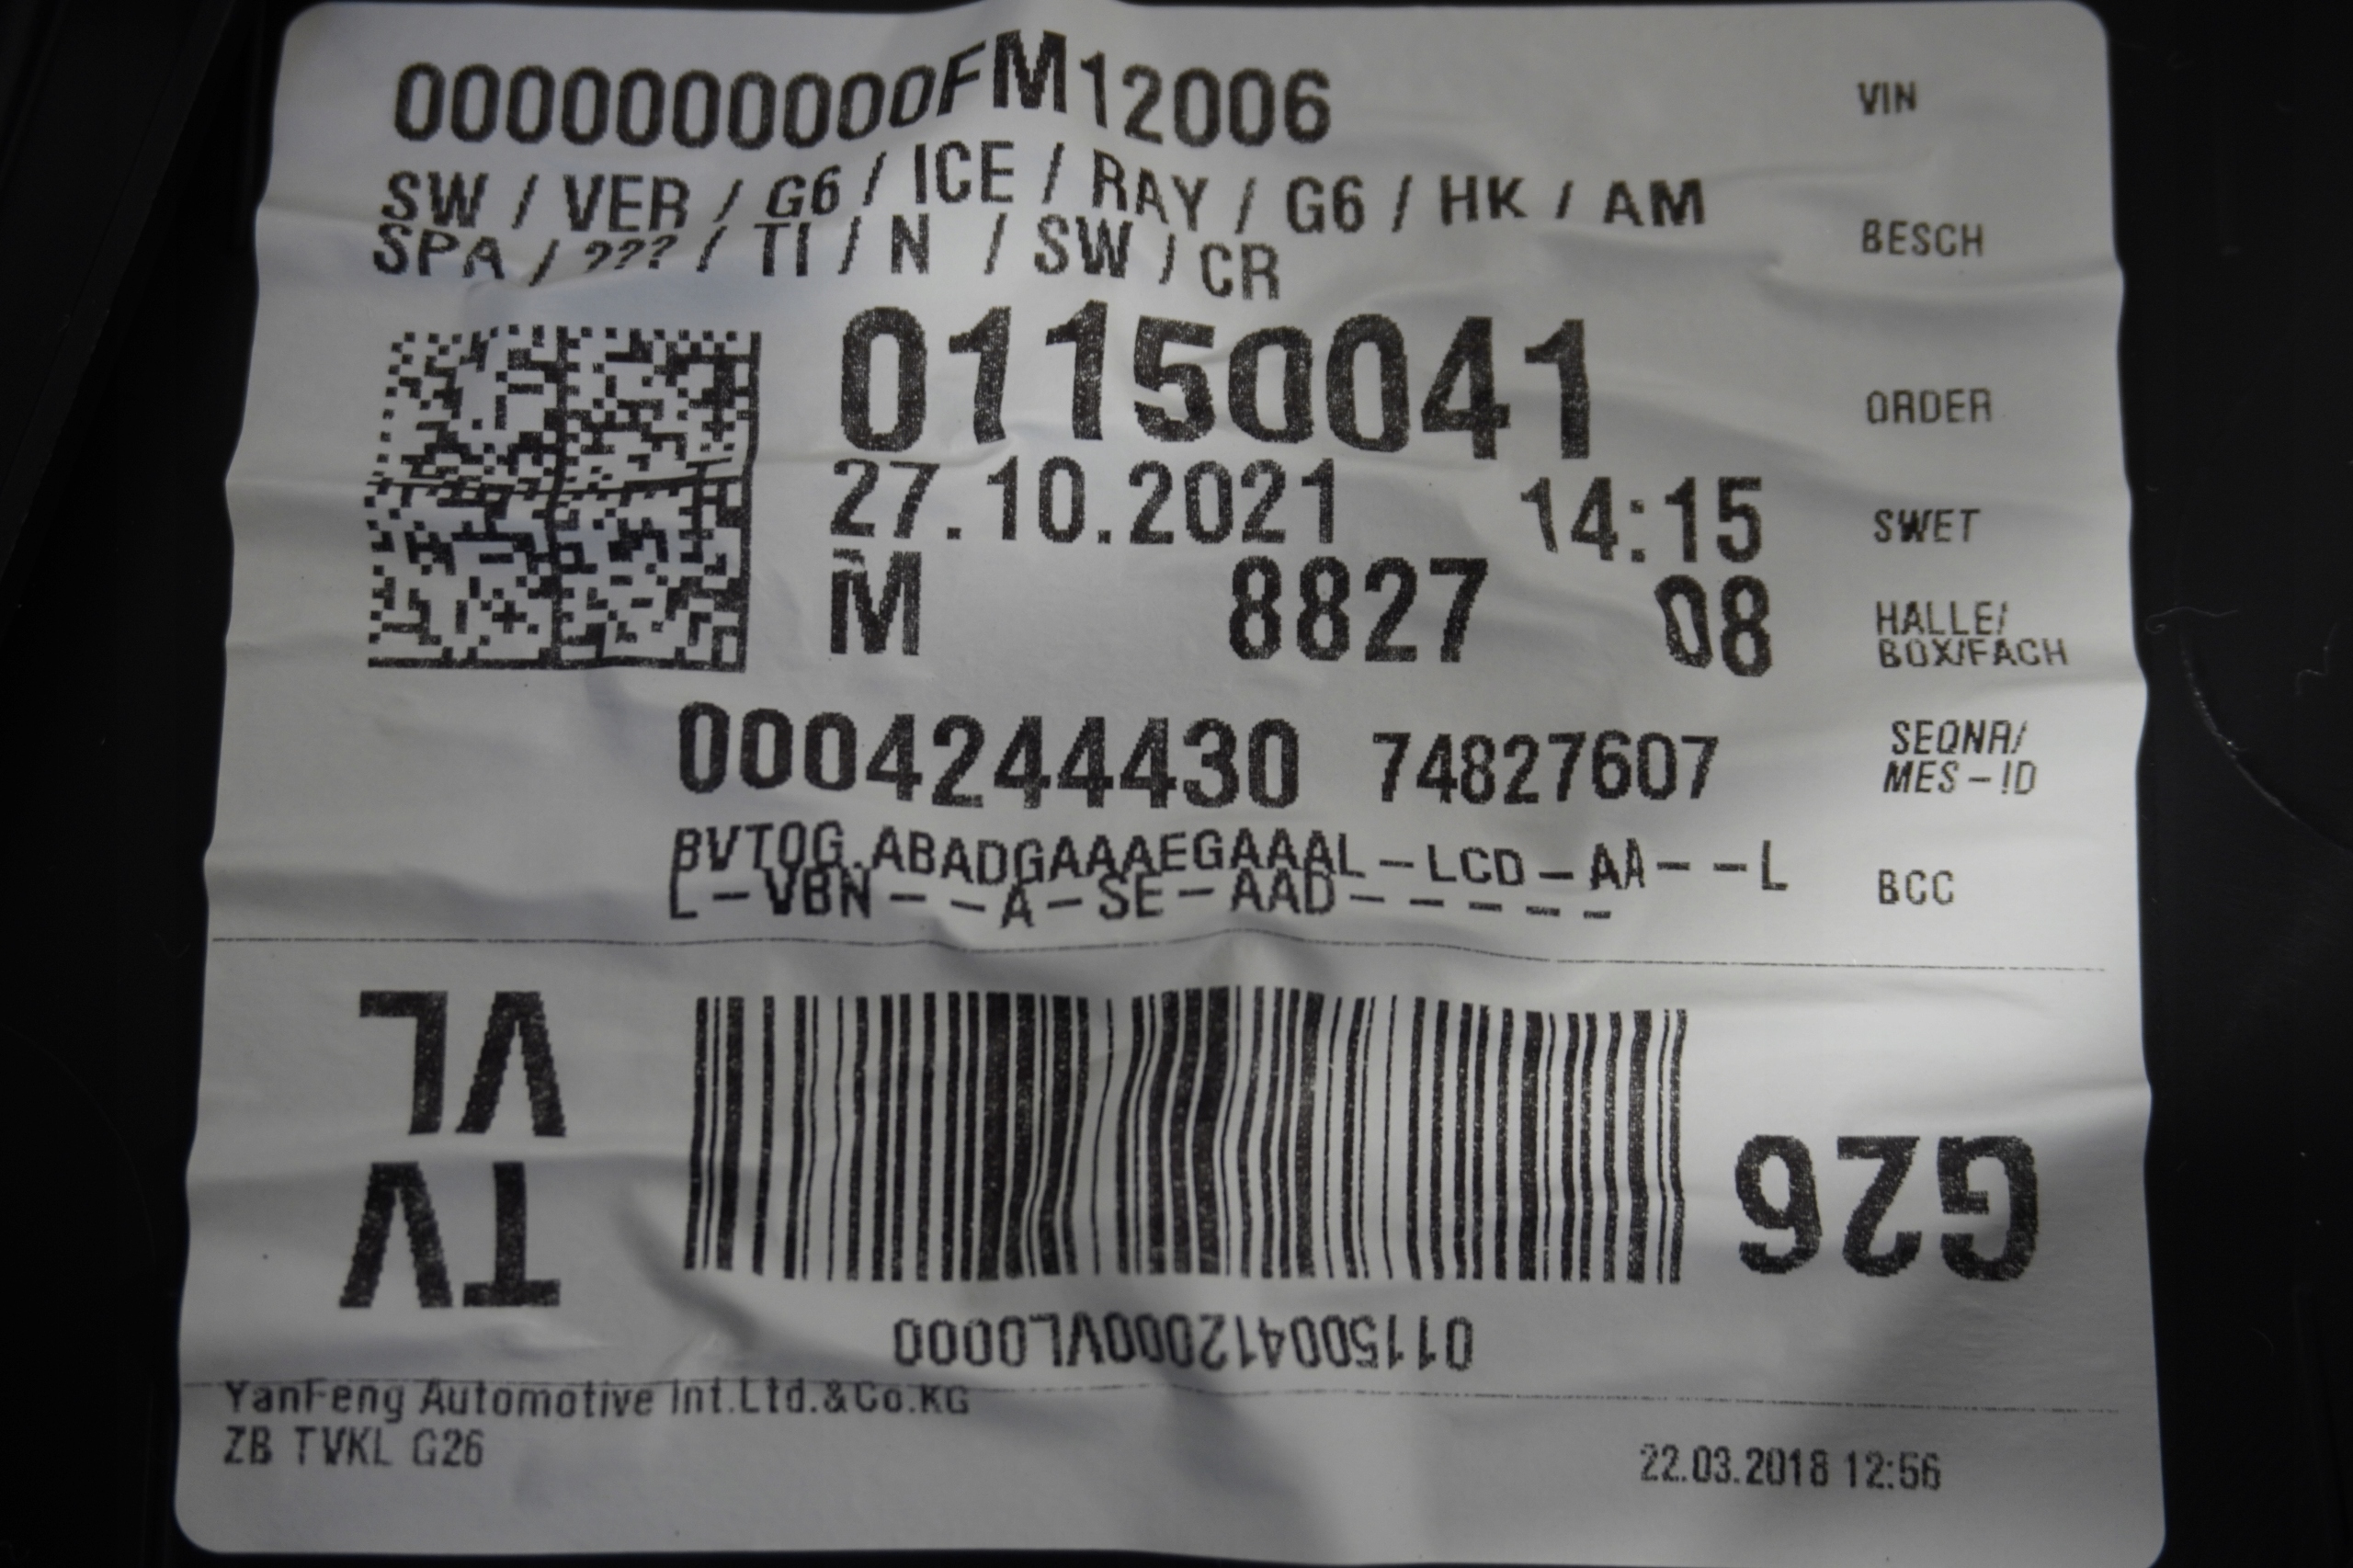 0000000000FM12006 VIN
SW / VER / G6 / ICE / RAY / G6 / HK / AM
SPA / ??? / TI / N / SW / CR BESCH
01150041 ORDER
27.10.2021 14:15 SWET
M 8827 08 HALLE/
BOX/FACH
0004244430 74827607 SEQNR/
MES-ID
BVTQG.ABADGAAAEGAAAL-LCD-AA--L
L-VBN--A-SE-AAD----- BCC
TV
VL
G26
011500412000VL0000
YanFeng Automotive Int.Ltd.&Co.KG
ZB TVKL G26
22.03.2018 12:56